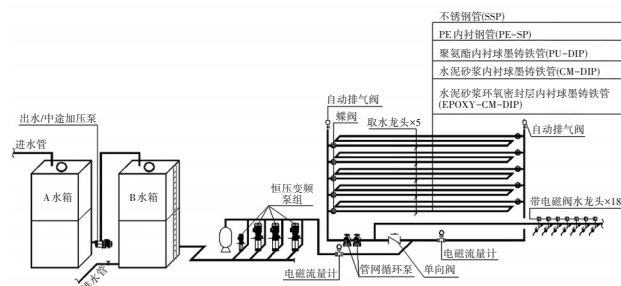 不锈钢管(SSP)
PE内衬钢管(PE-SP)
聚氨酯内衬球墨铸铁管(PU-DIP)
水泥砂浆内衬球墨铸铁管(CM-DIP)
水泥砂浆环氧密封层内衬球墨铸铁管
(EPOXY-CM-DIP)
自动排气阀
蝶阀
取水龙头×5
自动排气阀
出水/中途加压泵
进水管
A水箱
B水箱
恒压变频
泵组
带电磁阀水龙头×18
电磁流量计
管网循环泵
单向阀
电磁流量计
进水管